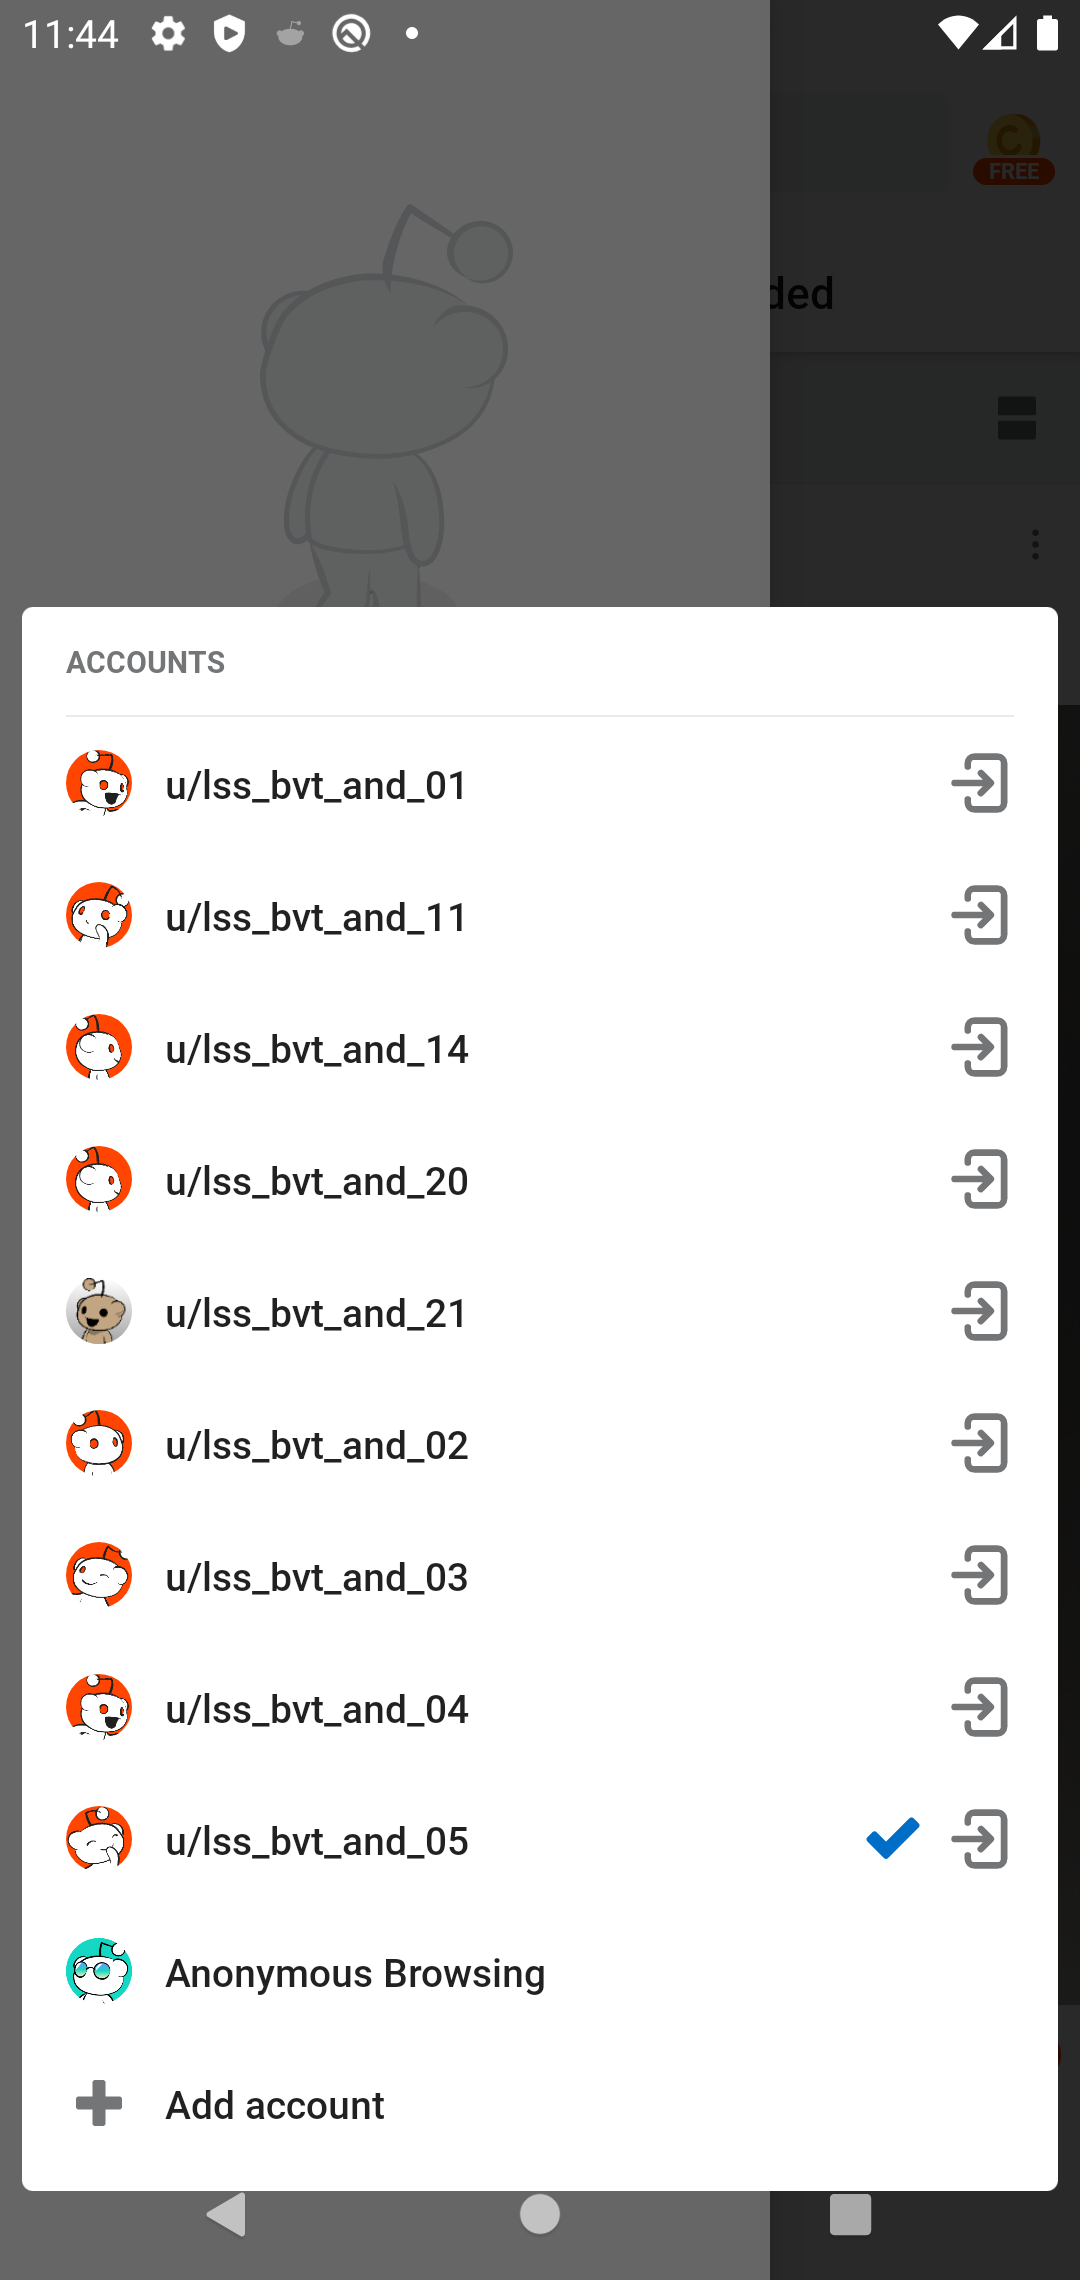 11:44
FREE
ded
ACCOUNTS
u/lss_bvt_and_01
u/lss_bvt_and_11
u/lss_bvt_and_14
u/lss_bvt_and_20
u/lss_bvt_and_21
u/lss_bvt_and_02
u/lss_bvt_and_03
u/lss_bvt_and_04
u/lss_bvt_and_05
Anonymous Browsing
Add account